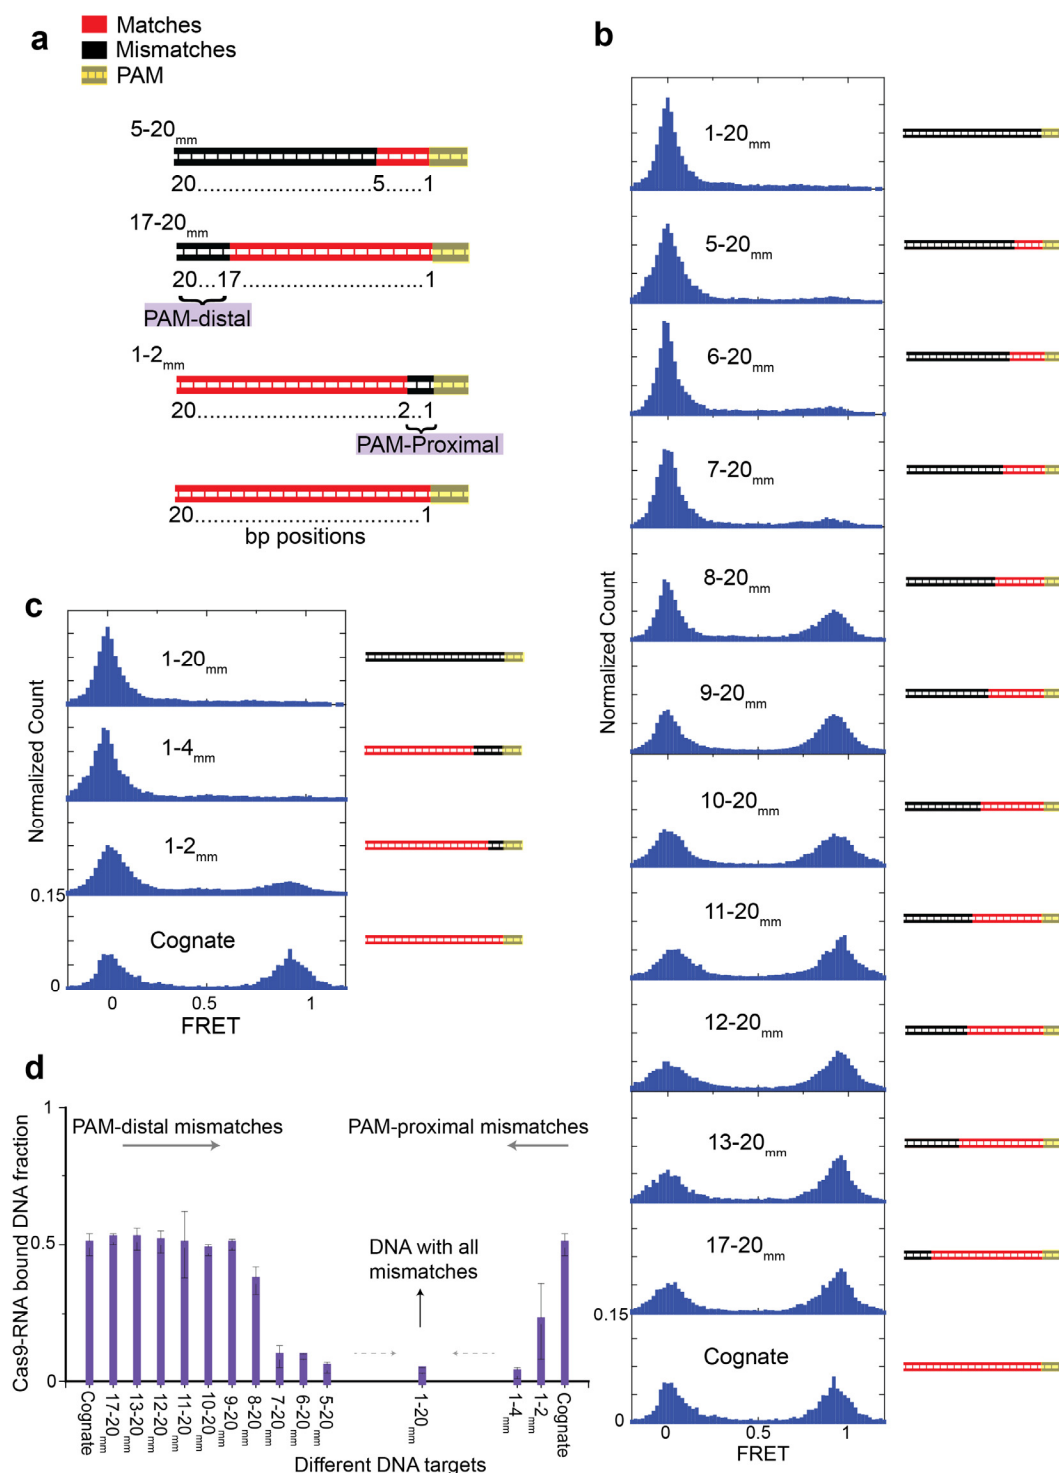 a
Matches
Mismatches
PAM
5-20mm
20...........................5......1
17-20mm
20...17..........................1
PAM-distal
1-2mm
20...........................2..1
PAM-Proximal
20..............................1
bp positions
b
1-20mm
5-20mm
6-20mm
7-20mm
8-20mm
9-20mm
10-20mm
11-20mm
12-20mm
13-20mm
17-20mm
Cognate
Normalized Count
0.15
0
0 0.5 1
FRET
c
1-20mm
1-4mm
1-2mm
Cognate
Normalized Count
0.15
0
0 0.5 1
FRET
d
PAM-distal mismatches
PAM-proximal mismatches
DNA with all
mismatches
Cas9-RNA bound DNA fraction
1
0.5
0
Cognate
17-20mm
13-20mm
12-20mm
11-20mm
10-20mm
9-20mm
8-20mm
7-20mm
6-20mm
5-20mm
1-20mm
1-4mm
1-2mm
Cognate
Different DNA targets